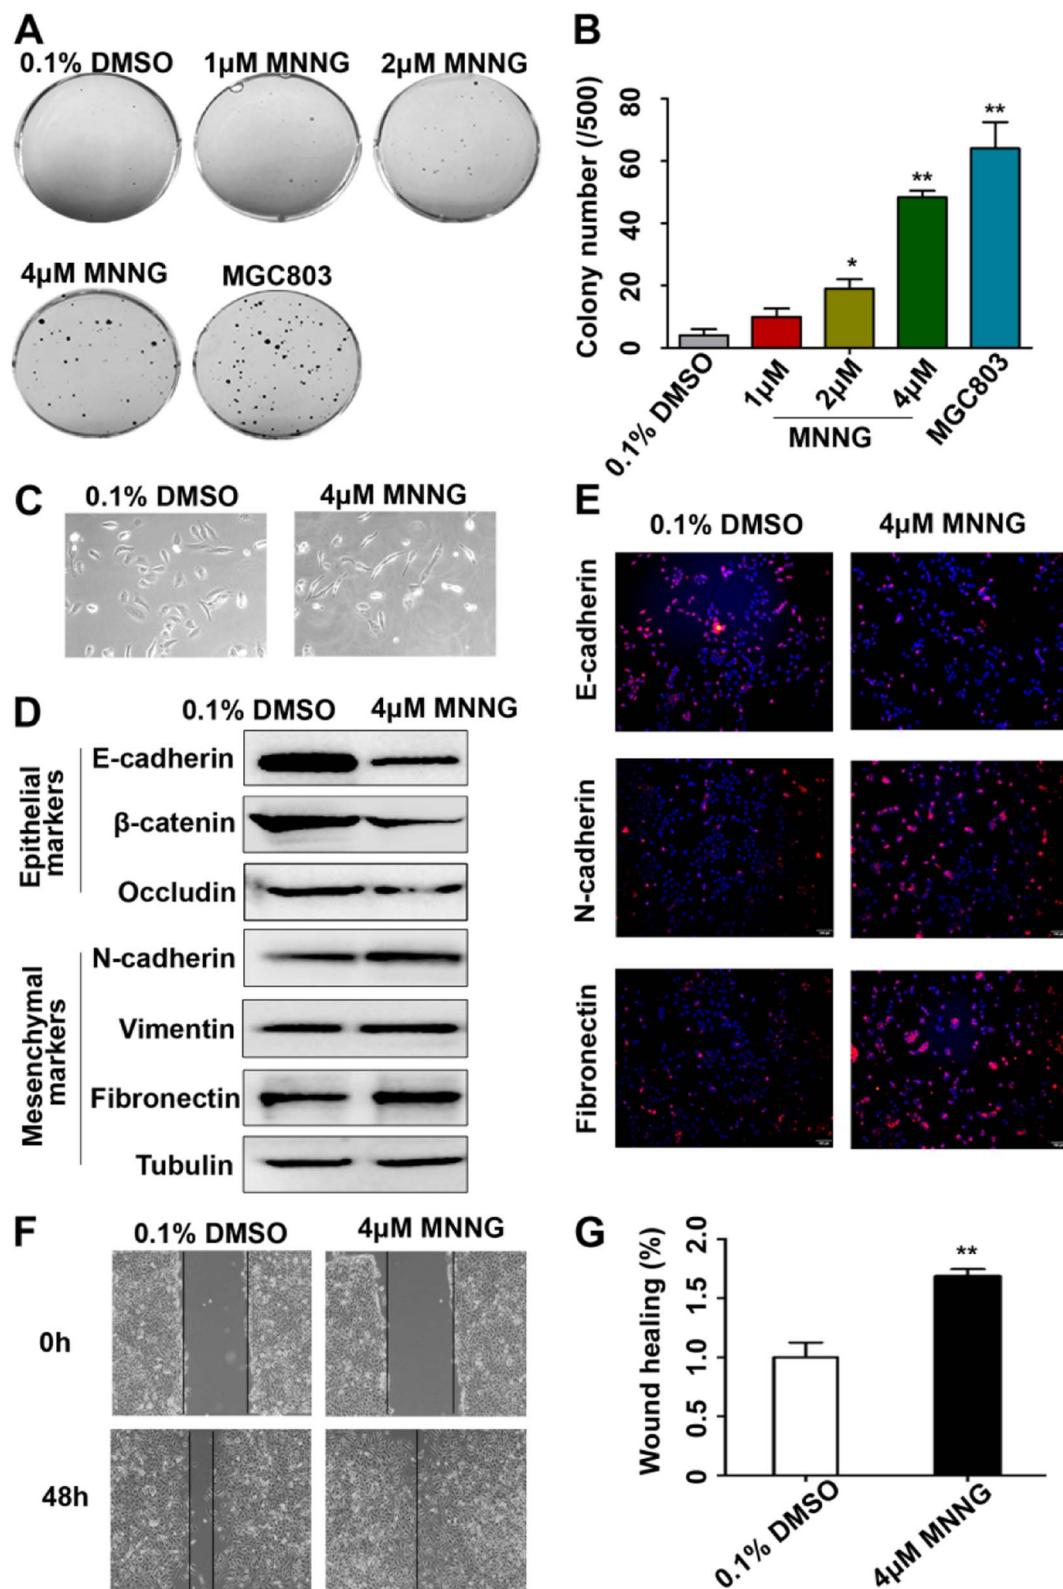 A
0.1% DMSO 1μM MNNG 2μM MNNG
4μM MNNG MGC803
B
Colony number (/500)
80
60
40
20
0
**
**
*
0.1% DMSO 1μM 2μM 4μM MGC803
MNNG
C
0.1% DMSO 4μM MNNG
D
0.1% DMSO 4μM MNNG
Epithelial
markers
E-cadherin
β-catenin
Occludin
Mesenchymal
markers
N-cadherin
Vimentin
Fibronectin
Tubulin
E
0.1% DMSO 4μM MNNG
E-cadherin
N-cadherin
Fibronectin
F
0.1% DMSO 4μM MNNG
0h
48h
G
Wound healing (%)
2.0
1.5
1.0
0.5
0
**
0.1% DMSO 4μM MNNG